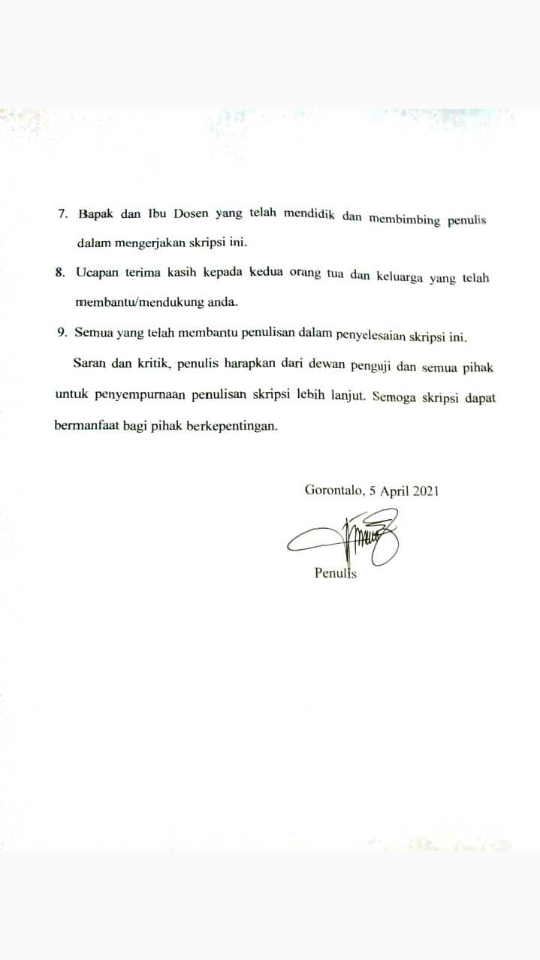 7. Bapak dan Ibu Dosen yang telah mendidik dan membimbing penulis
dalam mengerjakan skripsi ini.
8. Ucapan terima kasih kepada kedua orang tua dan keluarga yang telah
membantu/mendukung anda.
9. Semua yang telah membantu penulisan dalam penyelesaian skripsi ini.
Saran dan kritik, penulis harapkan dari dewan penguji dan semua pihak
untuk penyempurnaan penulisan skripsi lebih lanjut. Semoga skripsi dapat
bermanfaat bagi pihak berkepentingan.
Gorontalo, 5 April 2021
Penulis